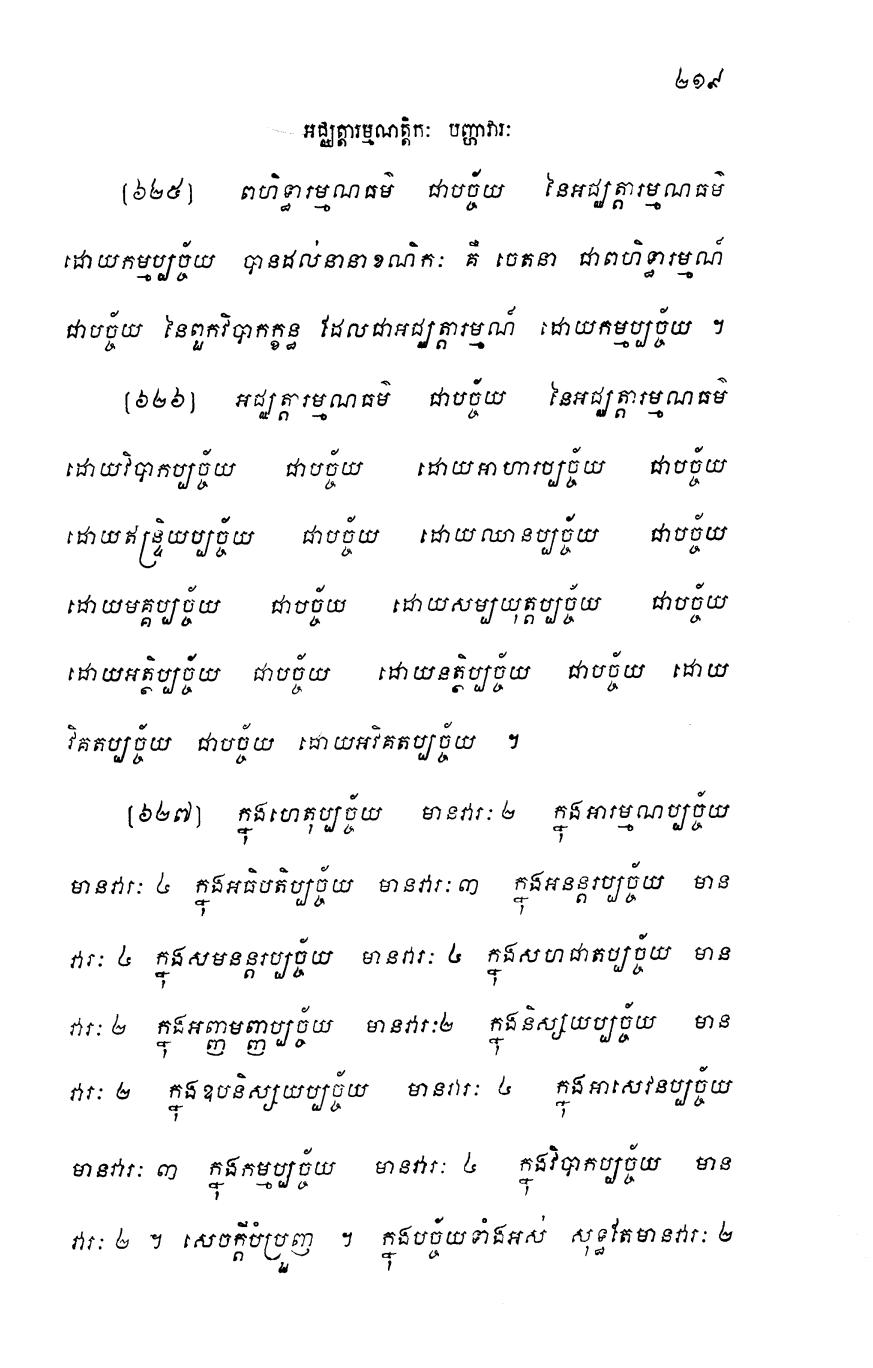 ២១៩
អជ្ឈត្តារម្មណត្តិកៈ បញ្ហាវារៈ
[៦២៥] ពហិទ្ធារម្មណធម៌ ជាបច្ច័យ នៃអជ្ឈត្តារម្មណធម៌
ដោយកម្មប្បច្ច័យ បានដល់នានាខណិកៈ គឺ ចេតនា ជាពហិទ្ធារម្មណ៍
ជាបច្ច័យ នៃពួកវិបាកក្ខន្ធ ដែលជាអជ្ឈត្តារម្មណ៍ ដោយកម្មប្បច្ច័យ ។
[៦២៦] អជ្ឈត្តារម្មណធម៌ ជាបច្ច័យ នៃអជ្ឈត្តារម្មណធម៌
ដោយវិបាកប្បច្ច័យ ជាបច្ច័យ ដោយអាហារប្បច្ច័យ ជាបច្ច័យ
ដោយឥន្ទ្រិយប្បច្ច័យ ជាបច្ច័យ ដោយឈានប្បច្ច័យ ជាបច្ច័យ
ដោយមគ្គប្បច្ច័យ ជាបច្ច័យ ដោយសម្បយុត្តប្បច្ច័យ ជាបច្ច័យ
ដោយអត្ថិប្បច្ច័យ ជាបច្ច័យ ដោយនត្ថិប្បច្ច័យ ជាបច្ច័យ ដោយ
វិគតប្បច្ច័យ ជាបច្ច័យ ដោយអវិគតប្បច្ច័យ ។
[៦២៧] ក្នុងហេតុប្បច្ច័យ មានវារៈ ២ ក្នុងអារម្មណប្បច្ច័យ
មានវារៈ ៤ ក្នុងអធិបតិប្បច្ច័យ មានវារៈ ៣ ក្នុងអនន្តរប្បច្ច័យ មាន
វារៈ ៤ ក្នុងសមនន្តរប្បច្ច័យ មានវារៈ ៤ ក្នុងសហជាតប្បច្ច័យ មាន
វារៈ ២ ក្នុងអញ្ញមញ្ញប្បច្ច័យ មានវារៈ២ ក្នុងនិស្សយប្បច្ច័យ មាន
វារៈ ២ ក្នុងឧបនិស្សយប្បច្ច័យ មានវារៈ ៤ ក្នុងអាសេវនប្បច្ច័យ
មានវារៈ ៣ ក្នុងកម្មប្បច្ច័យ មានវារៈ ៤ ក្នុងវិបាកប្បច្ច័យ មាន
វារៈ ២ ។ សេចក្តីបំប្រួញ ។ ក្នុងបច្ច័យទាំងអស់ សុទ្ធតែមានវារៈ ២